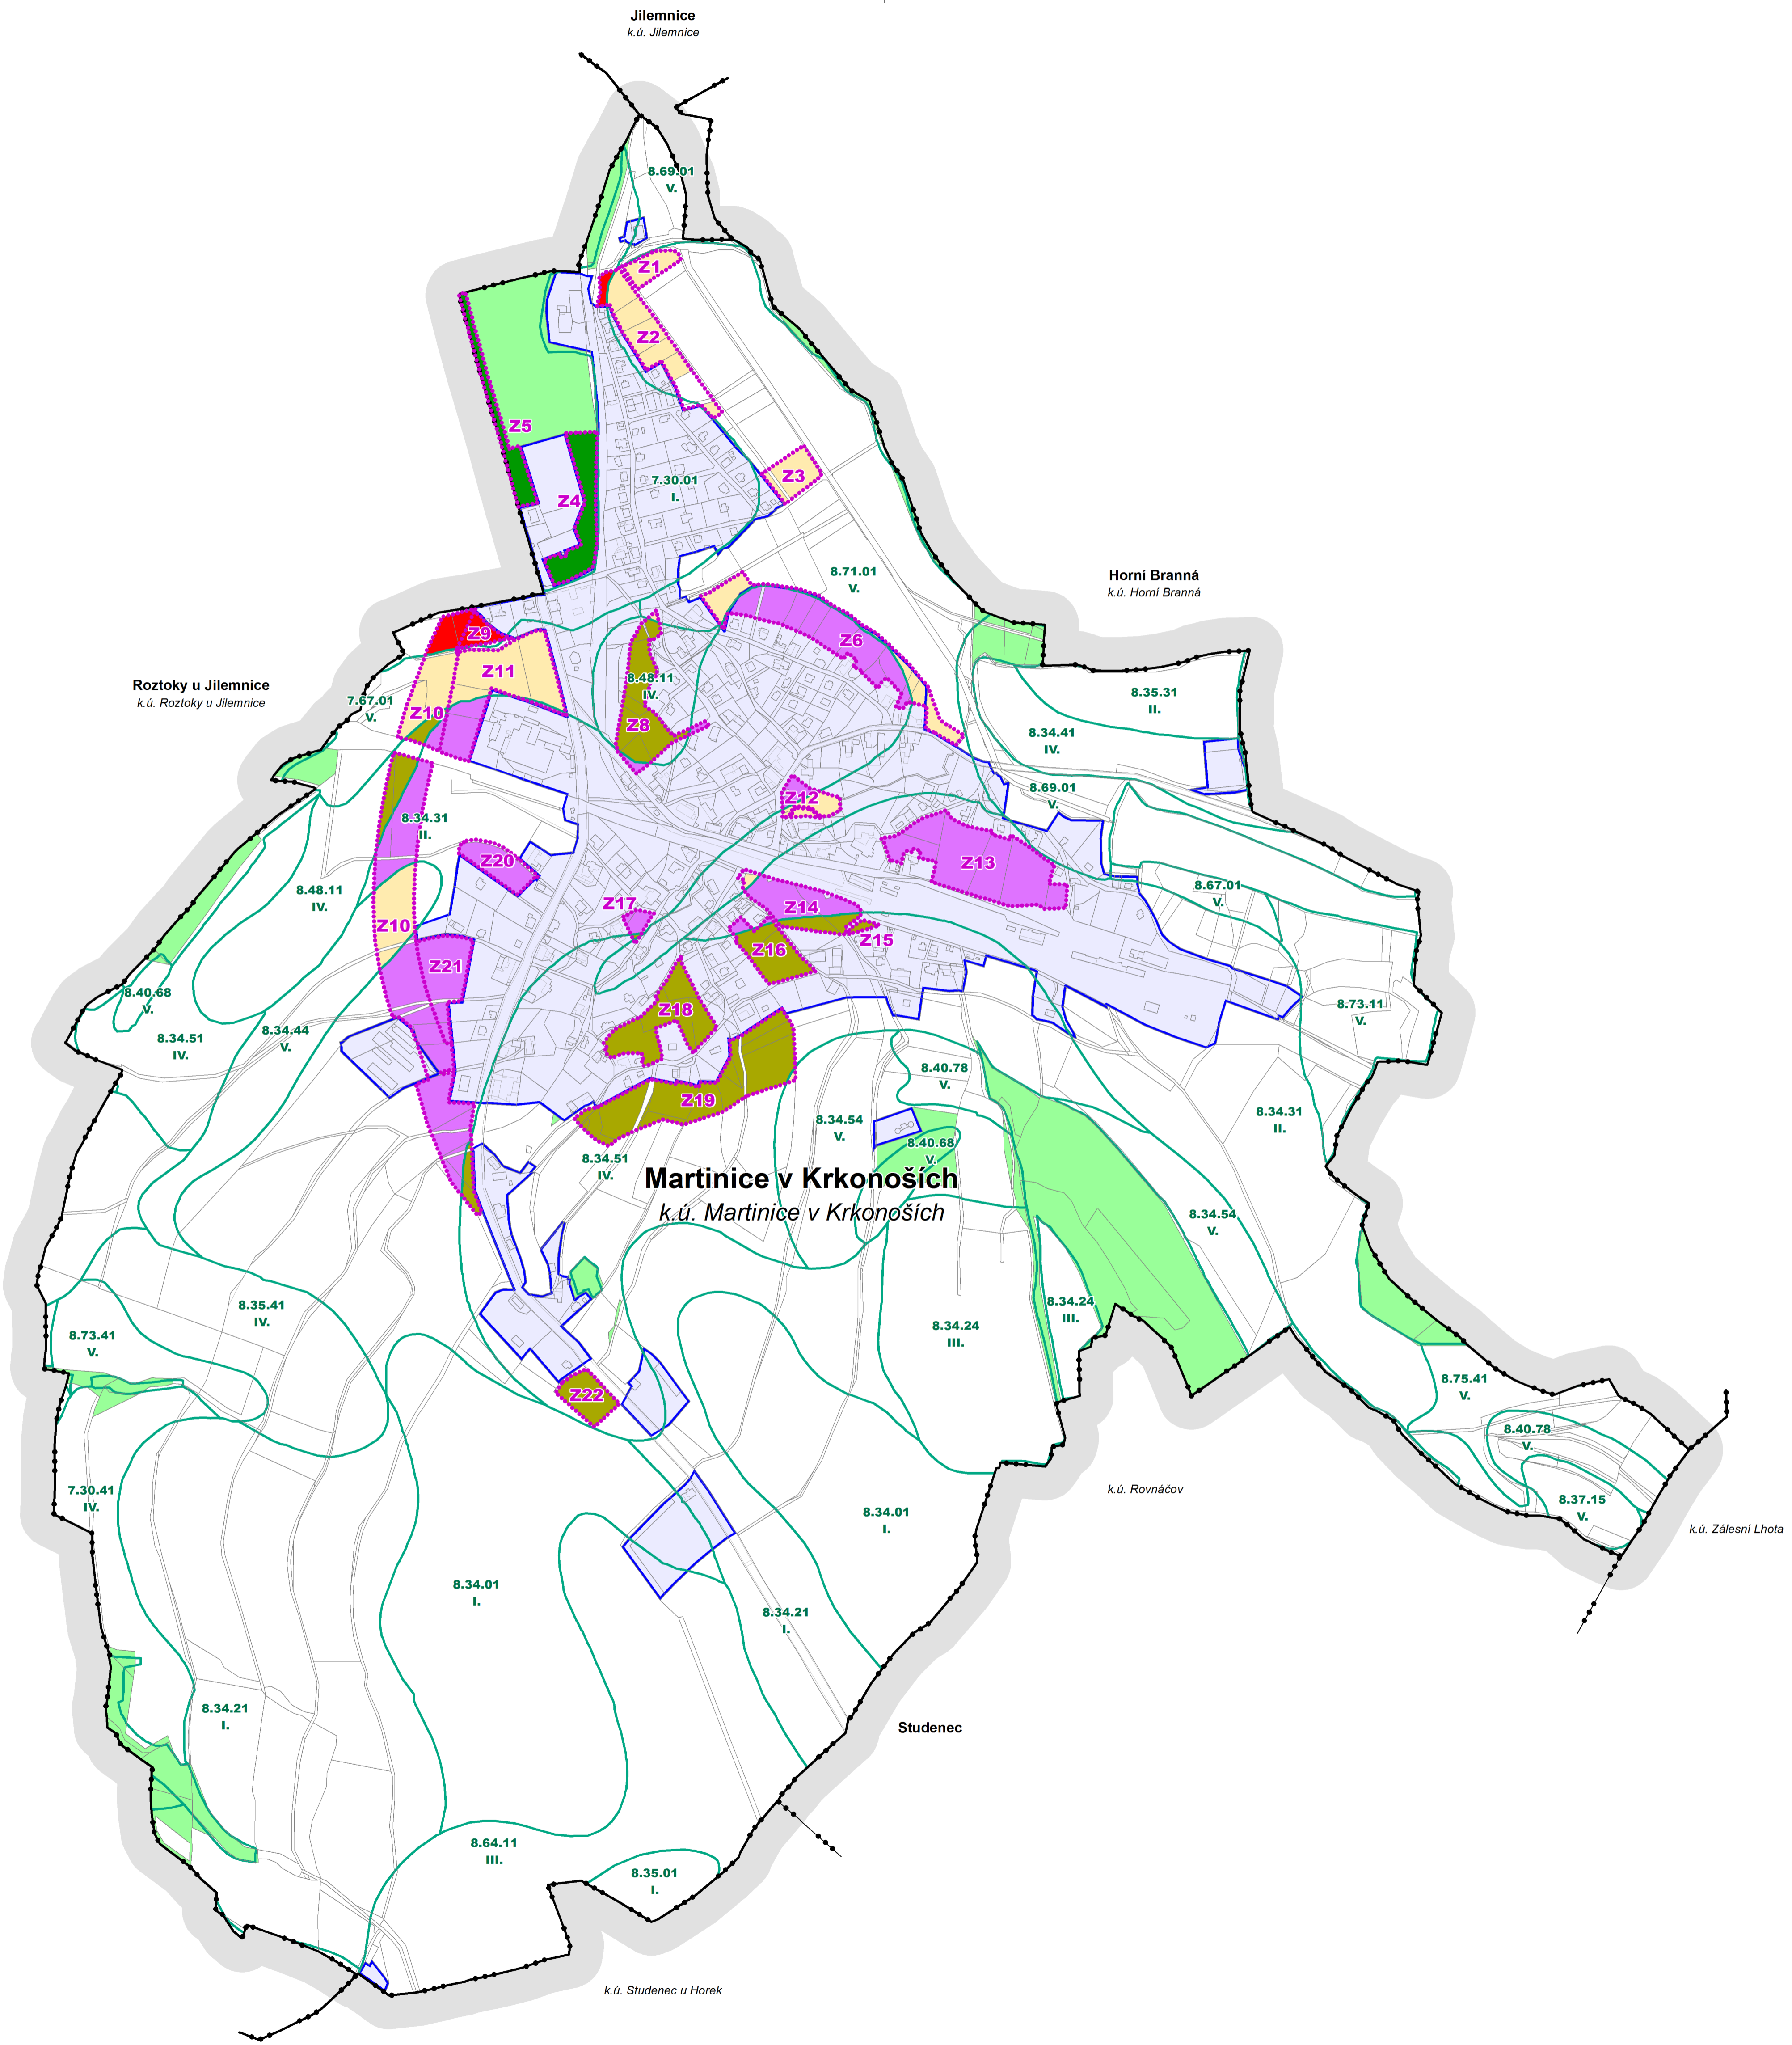 Jilemnice
k.ú. Jilemnice
8.69.01
V.
Z1
Z2
Z5
Z3
7.30.01
I.
Z4
8.71.01
V.
Horní Branná
k.ú. Horní Branná
Z9
Z6
Z11
Roztoky u Jilemnice
k.ú. Roztoky u Jilemnice
8.48.11
IV.
8.35.31
II.
7.67.01
V.
Z10
Z8
8.34.41
IV.
8.69.01
V.
Z12
8.34.31
II.
Z20
Z13
8.48.11
IV.
8.67.01
V.
Z17
Z14
Z10
Z15
Z16
Z21
8.40.68
V.
8.73.11
V.
Z18
8.34.51
IV.
8.34.44
V.
8.40.78
V.
Z19
8.34.31
II.
8.34.54
V.
8.40.68
V.
8.34.51
IV.
Martinice v Krkonoších
k.ú. Martinice v Krkonoších
8.34.54
V.
8.35.41
IV.
8.34.24
III.
8.34.24
III.
8.73.41
V.
8.75.41
V.
Z22
8.40.78
V.
7.30.41
IV.
k.ú. Rovnáčov
8.37.15
V.
8.34.01
I.
k.ú. Zálesní Lhota
8.34.01
I.
8.34.21
I.
8.34.21
I.
Studenec
8.64.11
III.
8.35.01
I.
k.ú. Studenec u Horek